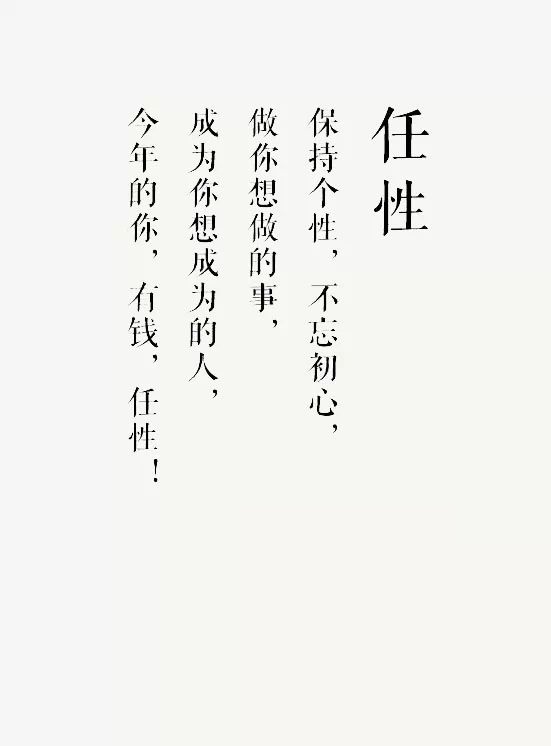 任性
保持个性，不忘初心，
做你想做的事，
成为你想成为的人，
今年的你，有钱，任性！